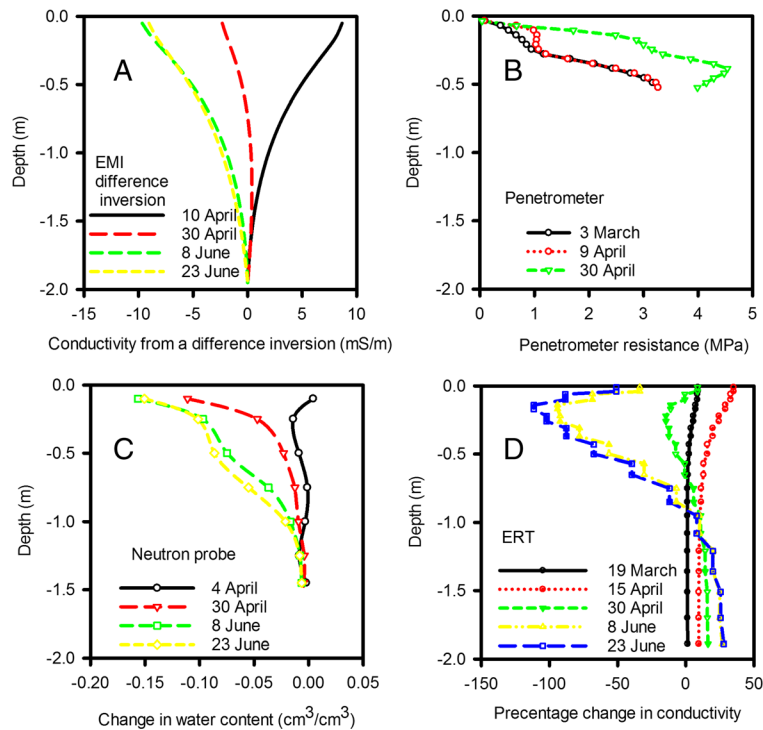 0.0
-0.5
-1.0
-1.5
-2.0
Depth (m)
A
EMI
difference
inversion
10 April
30 April
8 June
23 June
-15 -10 -5 0 5 10
Conductivity from a difference inversion (mS/m)
0.0
-0.5
-1.0
-1.5
-2.0
Depth (m)
B
Penetrometer
3 March
9 April
30 April
0 1 2 3 4 5
Penetrometer resistance (MPa)
0.0
-0.5
-1.0
-1.5
-2.0
Depth (m)
C
Neutron probe
4 April
30 April
8 June
23 June
-0.20 -0.15 -0.10 -0.05 0.00 0.05
Change in water content (cm³/cm³)
0.0
-0.5
-1.0
-1.5
-2.0
Depth (m)
D
ERT
19 March
15 April
30 April
8 June
23 June
-150 -100 -50 0 50
Precentage change in conductivity